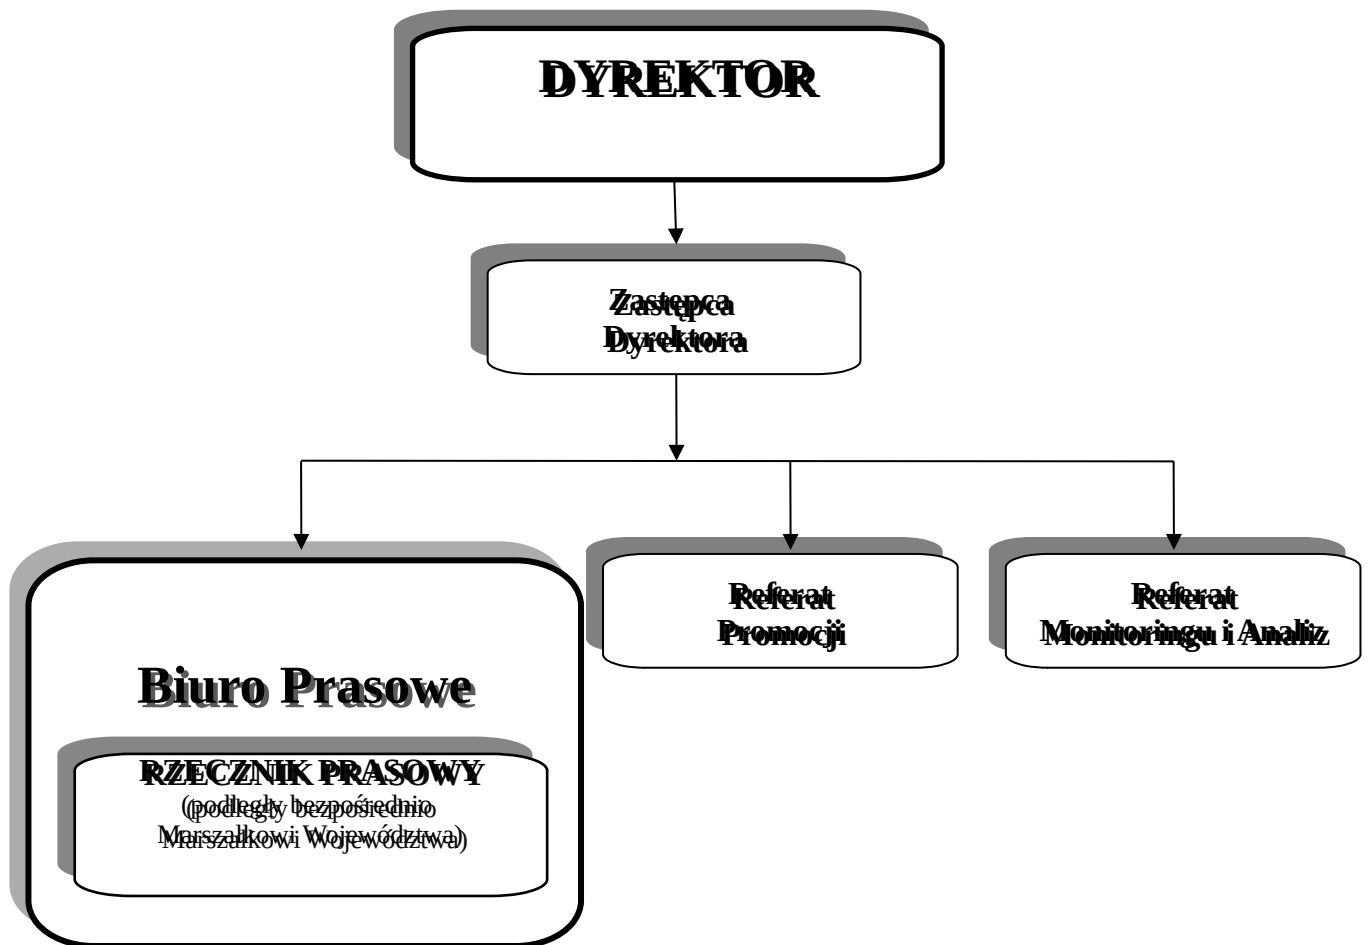 DYREKTOR
Zastępca
Dyrektora
Referat
Promocji
Referat
Monitoringu i Analiz
Biuro Prasowe
RZECZNIK PRASOWY
(podległy bezpośrednio
Marszałkowi Województwa)